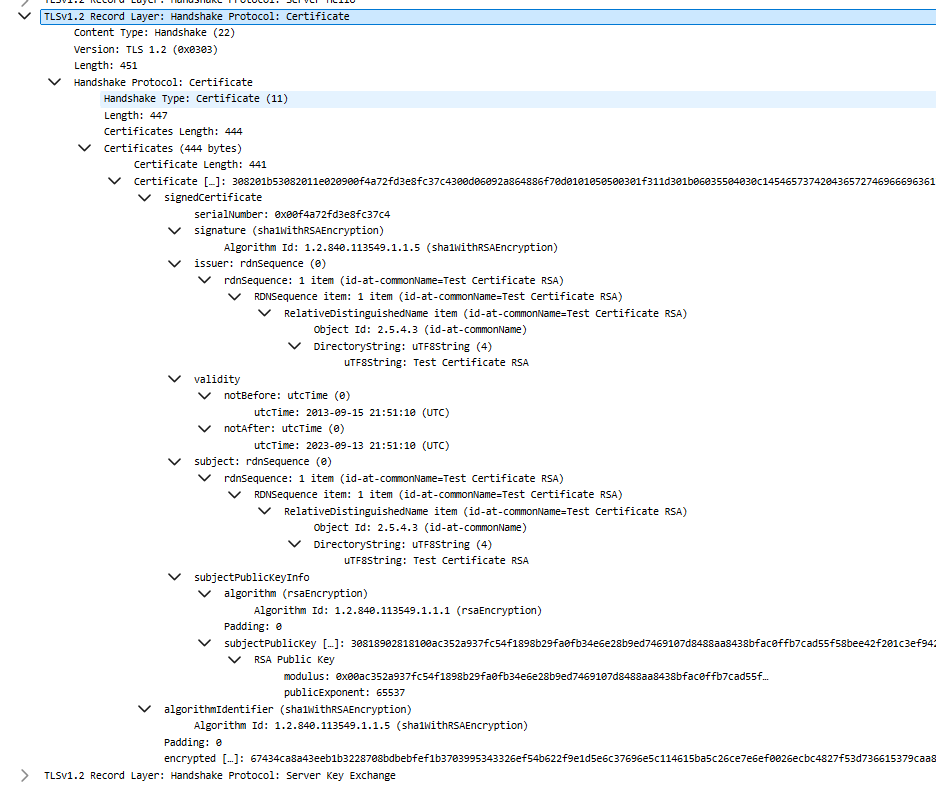 TLSv1.2 Record Layer: Handshake Protocol: Server Hello
TLSv1.2 Record Layer: Handshake Protocol: Certificate
Content Type: Handshake (22)
Version: TLS 1.2 (0x0303)
Length: 451
Handshake Protocol: Certificate
Handshake Type: Certificate (11)
Length: 447
Certificates Length: 444
Certificates (444 bytes)
Certificate Length: 441
Certificate […]: 308201b53082011e020900f4a72fd3e8fc37c4300d06092a864886f70d0101050500301f311d301b06035504030c1454657374204365727469666963617
signedCertificate
serialNumber: 0x00f4a72fd3e8fc37c4
signature (sha1WithRSAEncryption)
Algorithm Id: 1.2.840.113549.1.1.5 (sha1WithRSAEncryption)
issuer: rdnSequence (0)
rdnSequence: 1 item (id-at-commonName=Test Certificate RSA)
RDNSequence item: 1 item (id-at-commonName=Test Certificate RSA)
RelativeDistinguishedName item (id-at-commonName=Test Certificate RSA)
Object Id: 2.5.4.3 (id-at-commonName)
DirectoryString: uTF8String (4)
uTF8String: Test Certificate RSA
validity
notBefore: utcTime (0)
utcTime: 2013-09-15 21:51:10 (UTC)
notAfter: utcTime (0)
utcTime: 2023-09-13 21:51:10 (UTC)
subject: rdnSequence (0)
rdnSequence: 1 item (id-at-commonName=Test Certificate RSA)
RDNSequence item: 1 item (id-at-commonName=Test Certificate RSA)
RelativeDistinguishedName item (id-at-commonName=Test Certificate RSA)
Object Id: 2.5.4.3 (id-at-commonName)
DirectoryString: uTF8String (4)
uTF8String: Test Certificate RSA
subjectPublicKeyInfo
algorithm (rsaEncryption)
Algorithm Id: 1.2.840.113549.1.1.1 (rsaEncryption)
Padding: 0
subjectPublicKey […]: 30818902818100ac352a937fc54f1898b29fa0fb34e6e28b9ed7469107d8488aa8438bfac0ffb7cad55f58bee42f201c3ef942
RSA Public Key
modulus: 0x00ac352a937fc54f1898b29fa0fb34e6e28b9ed7469107d8488aa8438bfac0ffb7cad55f…
publicExponent: 65537
algorithmIdentifier (sha1WithRSAEncryption)
Algorithm Id: 1.2.840.113549.1.1.5 (sha1WithRSAEncryption)
Padding: 0
encrypted […]: 67434ca8a43eeb1b3228708bdbebfef1b3703995343326ef54b622f9e1d5e6c37696e5c114615ba5c26ce7e6ef0026ecbc4827f53d736615379caa8
TLSv1.2 Record Layer: Handshake Protocol: Server Key Exchange